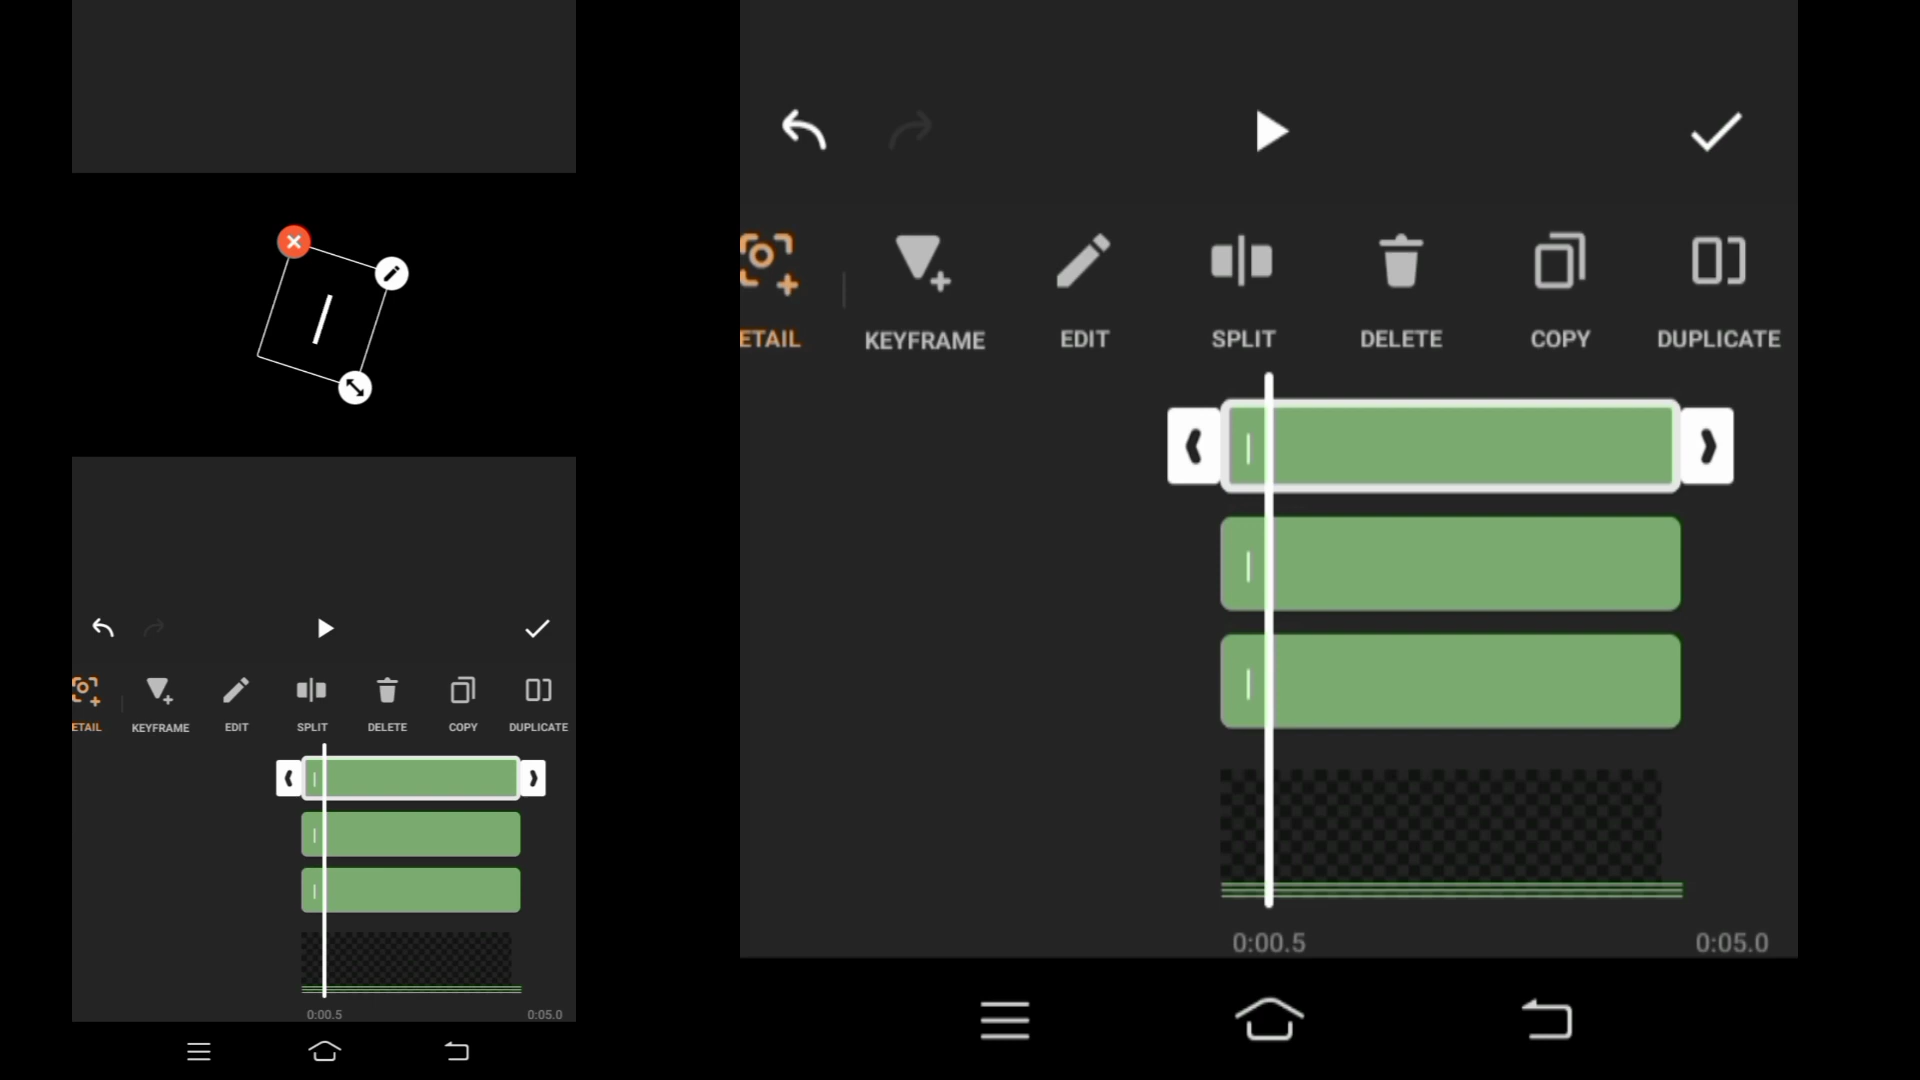 ETAIL KEYFRAME EDIT SPLIT DELETE COPY DUPLICATE
0:00.5 0:05.0
ETAIL KEYFRAME EDIT SPLIT DELETE COPY DUPLICATE
0:00.5 0:05.0